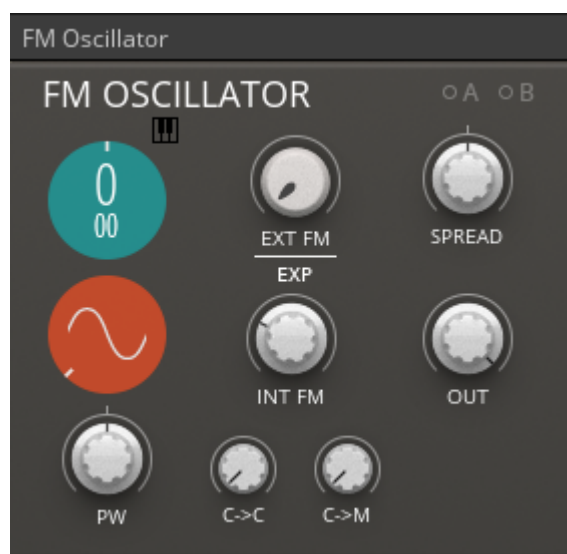 FM Oscillator
FM OSCILLATOR
A B
0
00
EXT FM
SPREAD
EXP
INT FM
OUT
PW
C->C
C->M